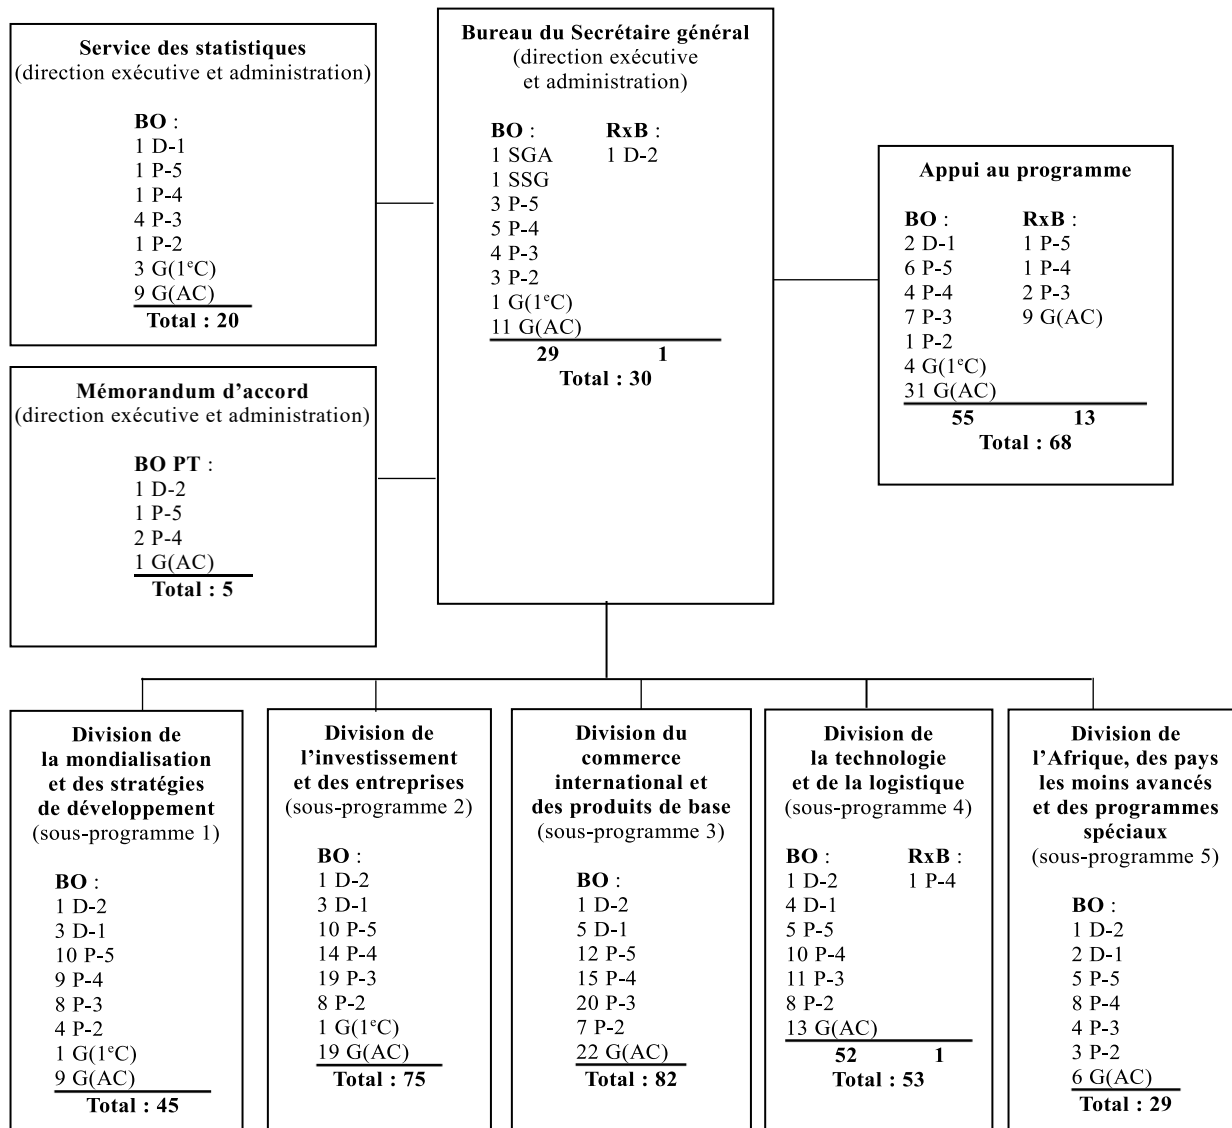 Service des statistiques
(direction exécutive et administration)
BO :
1 D-1
1 P-5
1 P-4
4 P-3
1 P-2
3 G(1ᵉC)
9 G(AC)
Total : 20
Bureau du Secrétaire général
(direction exécutive
et administration)
BO : RxB :
1 SGA 1 D-2
1 SSG
3 P-5
5 P-4
4 P-3
3 P-2
1 G(1ᵉC)
11 G(AC)
29 1
Total : 30
Appui au programme
BO : RxB :
2 D-1 1 P-5
6 P-5 1 P-4
4 P-4 2 P-3
7 P-3 9 G(AC)
1 P-2
4 G(1ᵉC)
31 G(AC)
55 13
Total : 68
Mémorandum d'accord
(direction exécutive et administration)
BO PT :
1 D-2
1 P-5
2 P-4
1 G(AC)
Total : 5
Division de
la mondialisation
et des stratégies
de développement
(sous-programme 1)
BO :
1 D-2
3 D-1
10 P-5
9 P-4
8 P-3
4 P-2
1 G(1ᵉC)
9 G(AC)
Total : 45
Division de
l'investissement
et des entreprises
(sous-programme 2)
BO :
1 D-2
3 D-1
10 P-5
14 P-4
19 P-3
8 P-2
1 G(1ᵉC)
19 G(AC)
Total : 75
Division du
commerce
international et
des produits de base
(sous-programme 3)
BO :
1 D-2
5 D-1
12 P-5
15 P-4
20 P-3
7 P-2
22 G(AC)
Total : 82
Division de
la technologie
et de la logistique
(sous-programme 4)
BO : RxB :
1 D-2 1 P-4
4 D-1
5 P-5
10 P-4
11 P-3
8 P-2
13 G(AC)
52 1
Total : 53
Division de
l'Afrique, des pays
les moins avancés
et des programmes
spéciaux
(sous-programme 5)
BO :
1 D-2
2 D-1
5 P-5
8 P-4
4 P-3
3 P-2
6 G(AC)
Total : 29